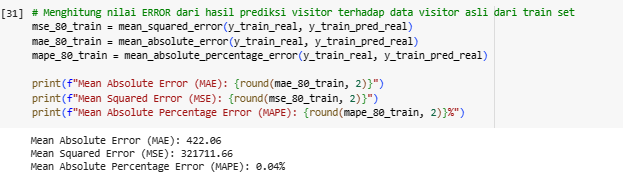 [31] # Menghitung nilai ERROR dari hasil prediksi visitor terhadap data visitor asli dari train set
mse_80_train = mean_squared_error(y_train_real, y_train_pred_real)
mae_80_train = mean_absolute_error(y_train_real, y_train_pred_real)
mape_80_train = mean_absolute_percentage_error(y_train_real, y_train_pred_real)
print(f"Mean Absolute Error (MAE): {round(mae_80_train, 2)}")
print(f"Mean Squared Error (MSE): {round(mse_80_train, 2)}")
print(f"Mean Absolute Percentage Error (MAPE): {round(mape_80_train, 2)}%")
Mean Absolute Error (MAE): 422.06
Mean Squared Error (MSE): 321711.66
Mean Absolute Percentage Error (MAPE): 0.04%